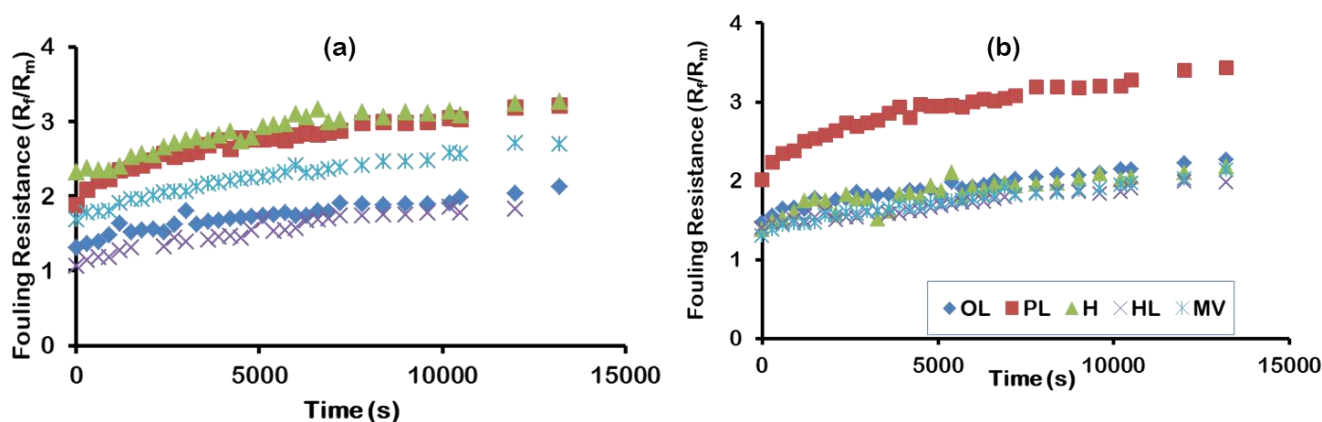 (a)
Fouling Resistance (Rf/Rm)
4
3
2
1
0
0 5000 10000 15000
Time (s)
(b)
Fouling Resistance (Rf/Rm)
4
3
2
1
0
OL PL H HL MV
0 5000 10000 15000
Time (s)